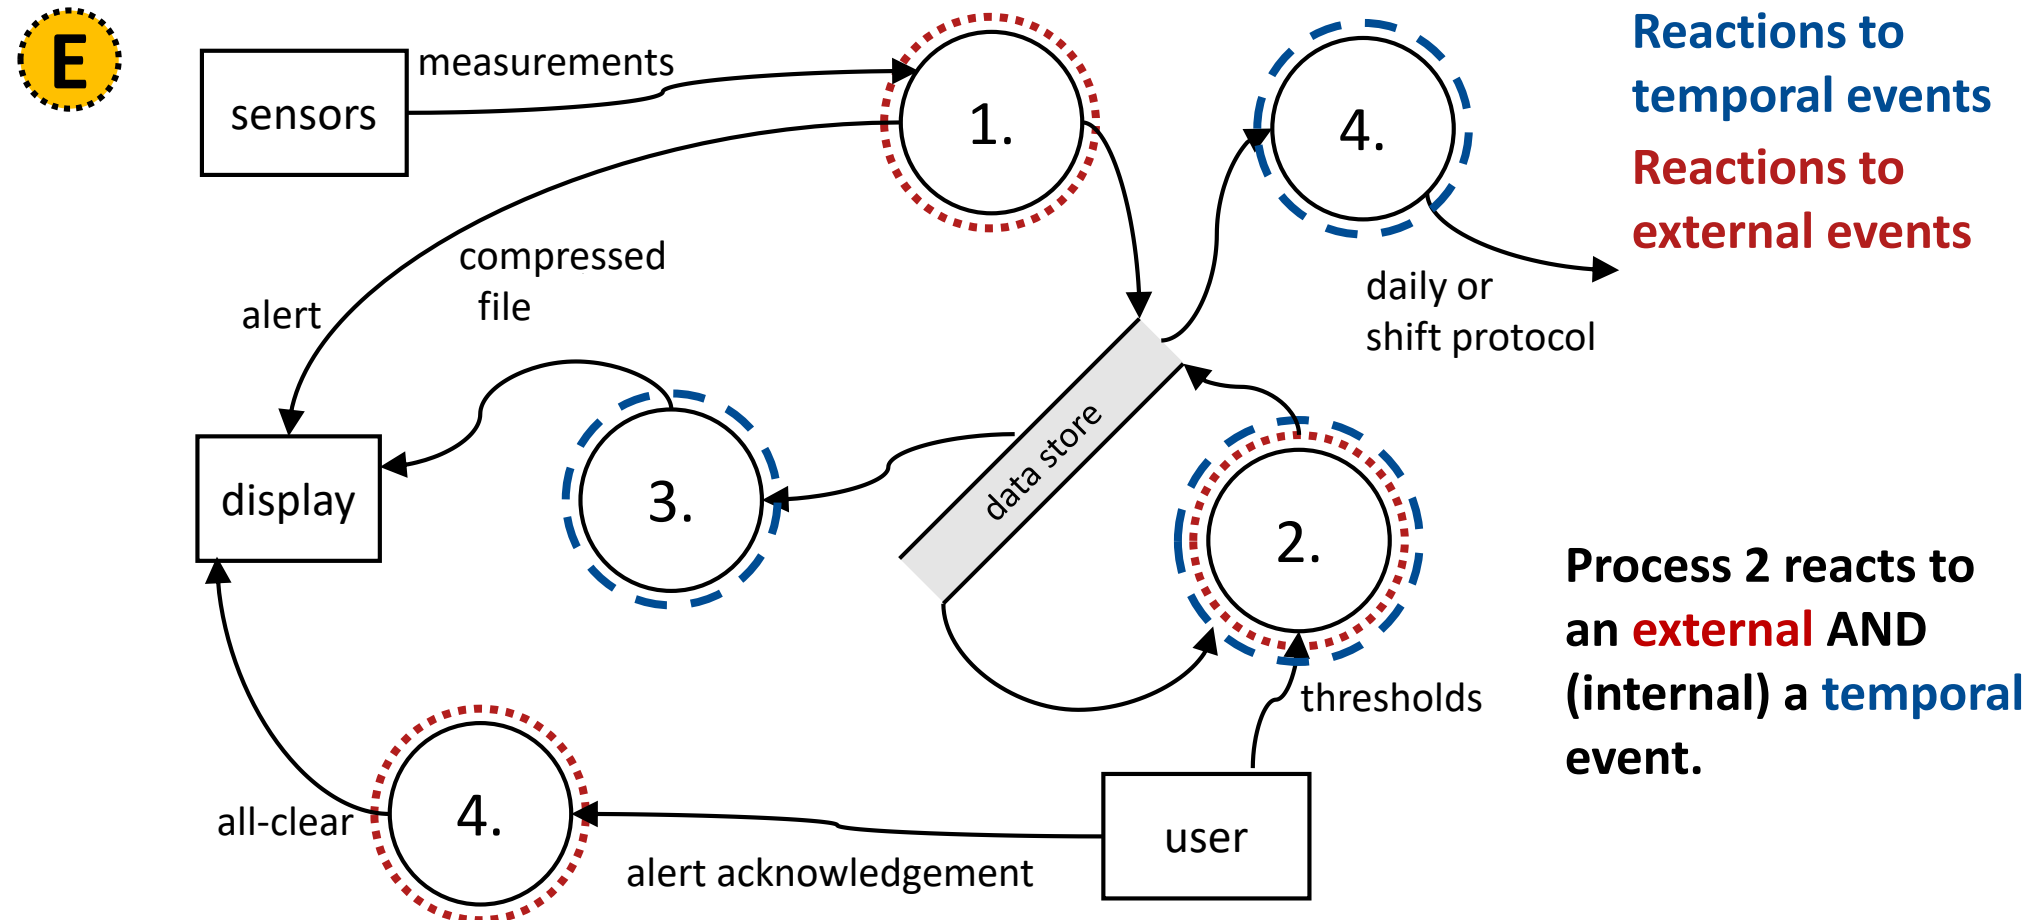 E
sensors
measurements
1.
4.
Reactions to
temporal events
Reactions to
external events
compressed
file
alert
daily or
shift protocol
display
3.
data store
2.
Process 2 reacts to
an external AND
(internal) a temporal
event.
thresholds
all-clear
4.
alert acknowledgement
user